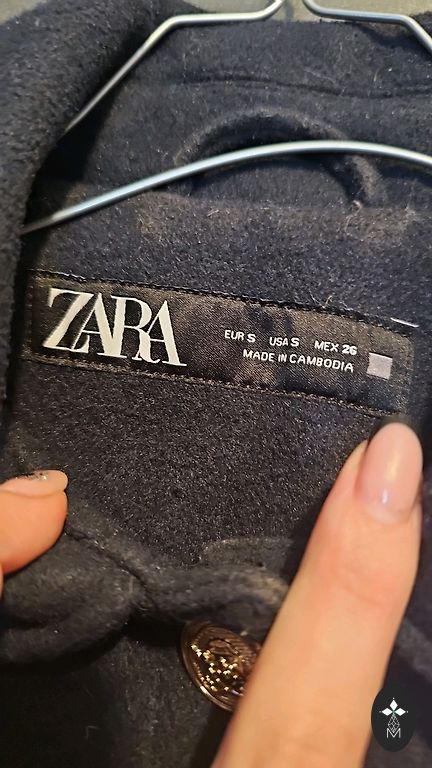 ZARA
EUR S USA S MEX 26
MADE IN CAMBODIA
M